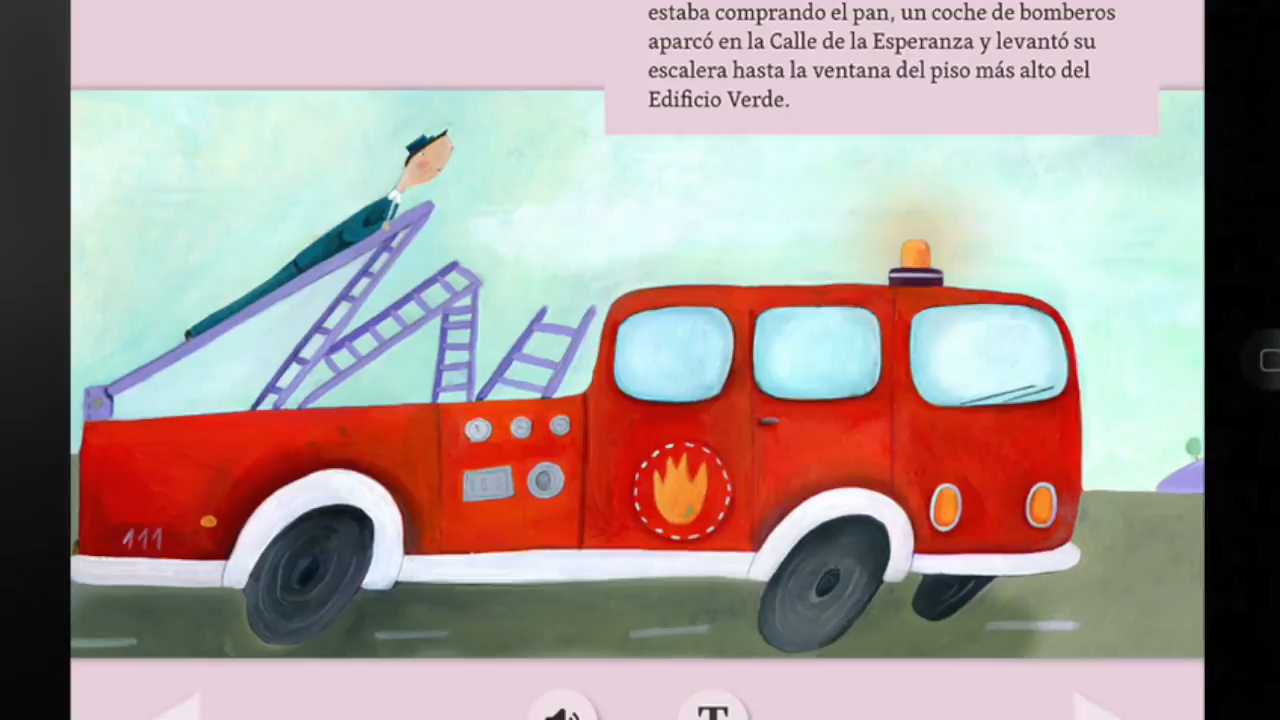 estaba comprando el pan, un coche de bomberos
aparcó en la Calle de la Esperanza y levantó su
escalera hasta la ventana del piso más alto del
Edificio Verde.
111
T